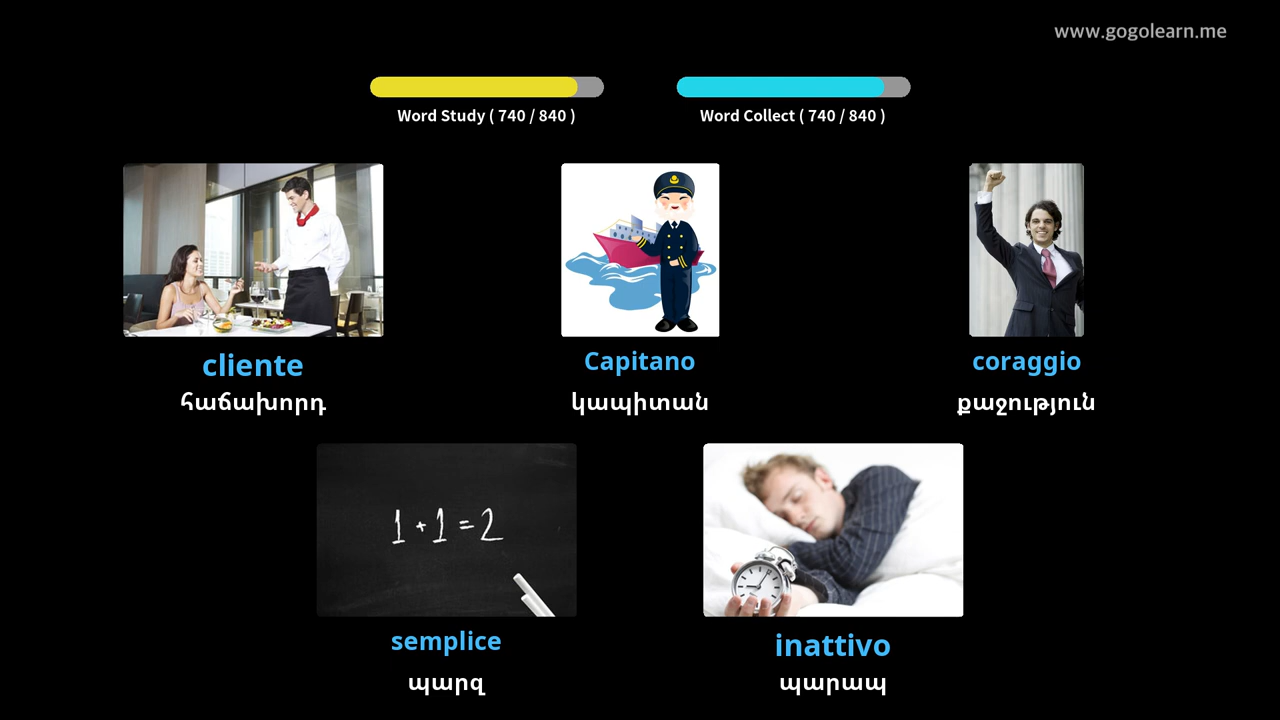 www.gogolearn.me
Word Study ( 740 / 840 )
Word Collect ( 740 / 840 )
cliente
հաճախորդ
Capitano
կապիտան
coraggio
քաջություն
1 + 1 = 2
semplice
պարզ
inattivo
պարապ